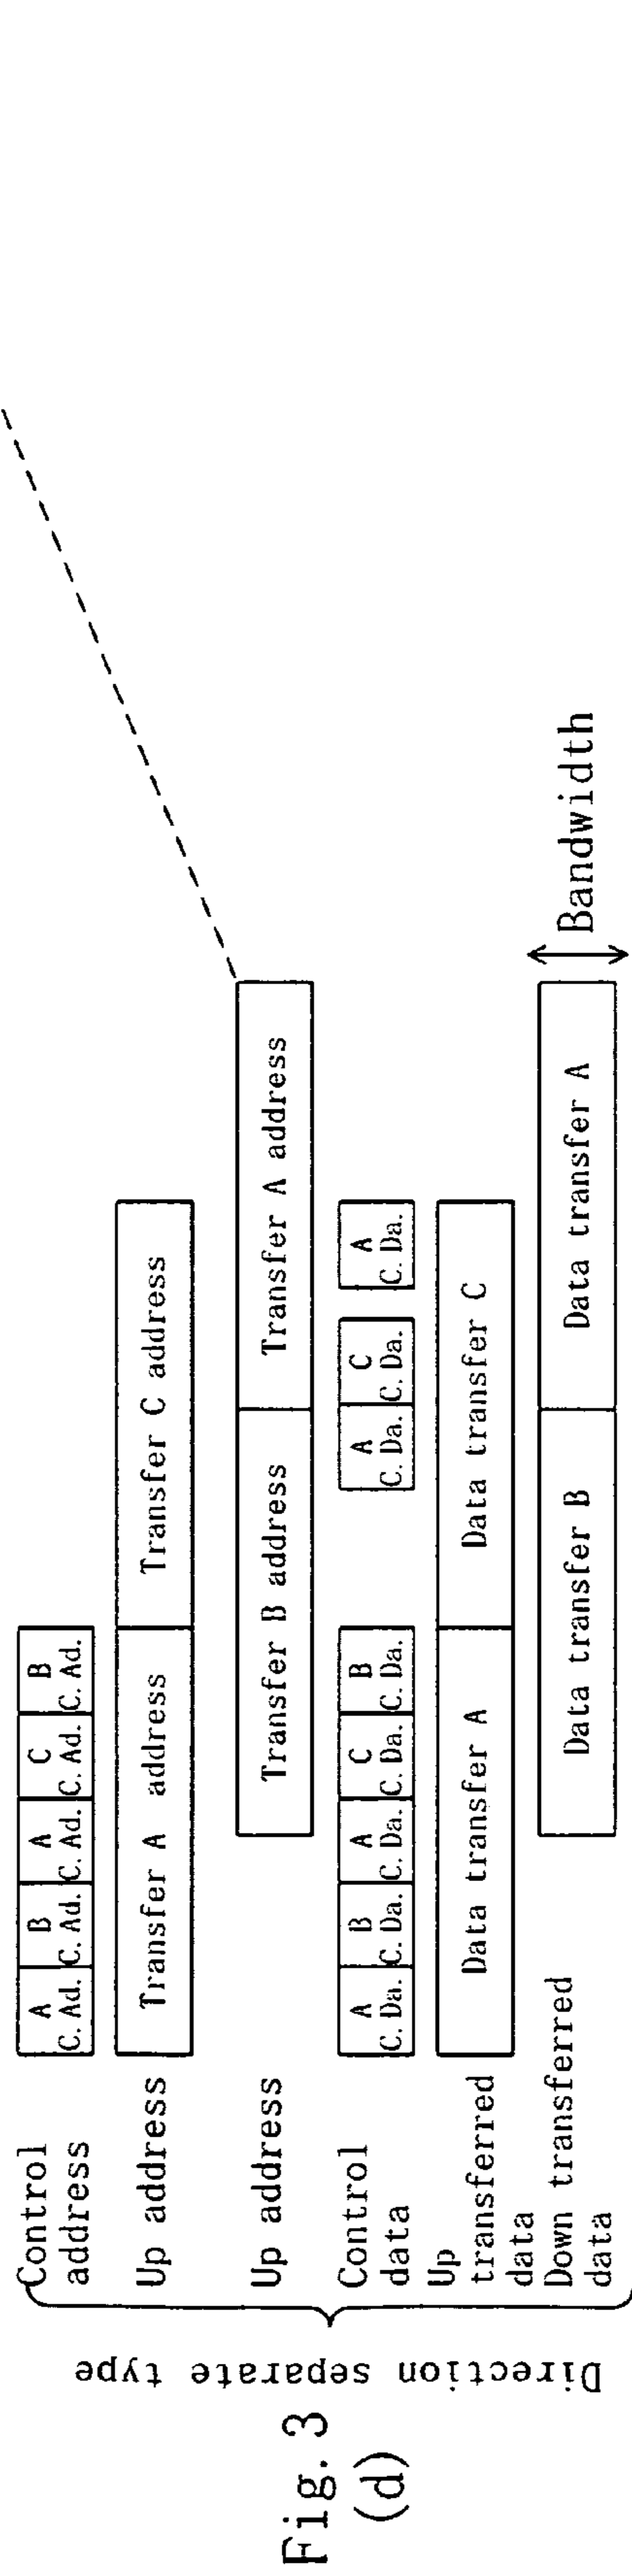 Fig. 3
(d)
Direction separate type
Control
address
A
C. Ad.
B
C. Ad.
A
C. Ad.
C
C. Ad.
B
C. Ad.
Up address
Transfer A address
Transfer C address
Up address
Transfer B address
Transfer A address
Control
data
A
C. Da.
B
C. Da.
A
C. Da.
C
C. Da.
B
C. Da.
A
C. Da.
C
C. Da.
A
C. Da.
Up
transferred
data
Data transfer A
Data transfer C
Down transferred
data
Data transfer B
Data transfer A
Bandwidth